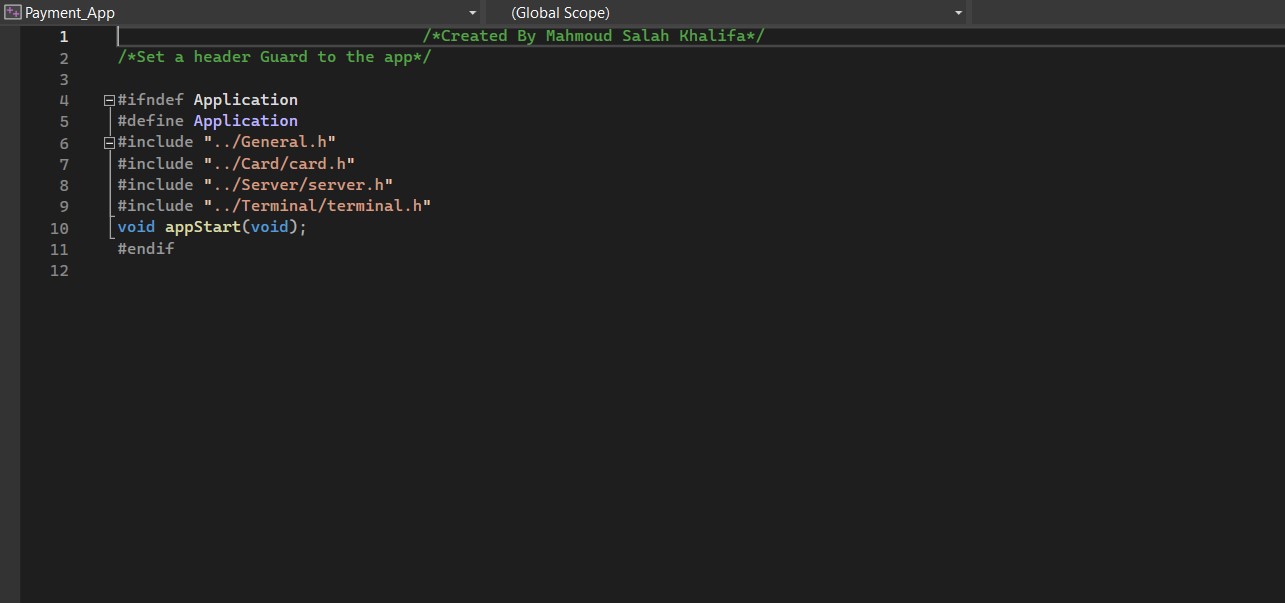 Payment_App (Global Scope)
1 /*Created By Mahmoud Salah Khalifa*/
2 /*Set a header Guard to the app*/
3
4 #ifndef Application
5 #define Application
6 #include "../General.h"
7 #include "../Card/card.h"
8 #include "../Server/server.h"
9 #include "../Terminal/terminal.h"
10 void appStart(void);
11 #endif
12